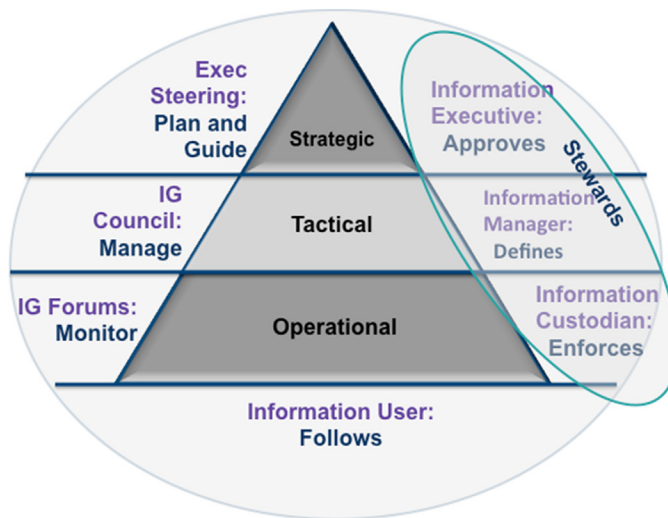 Exec
Steering:
Plan and
Guide
Strategic
Information
Executive:
Approves
Stewards
IG
Council:
Manage
Tactical
Information
Manager:
Defines
IG Forums:
Monitor
Operational
Information
Custodian:
Enforces
Information User:
Follows